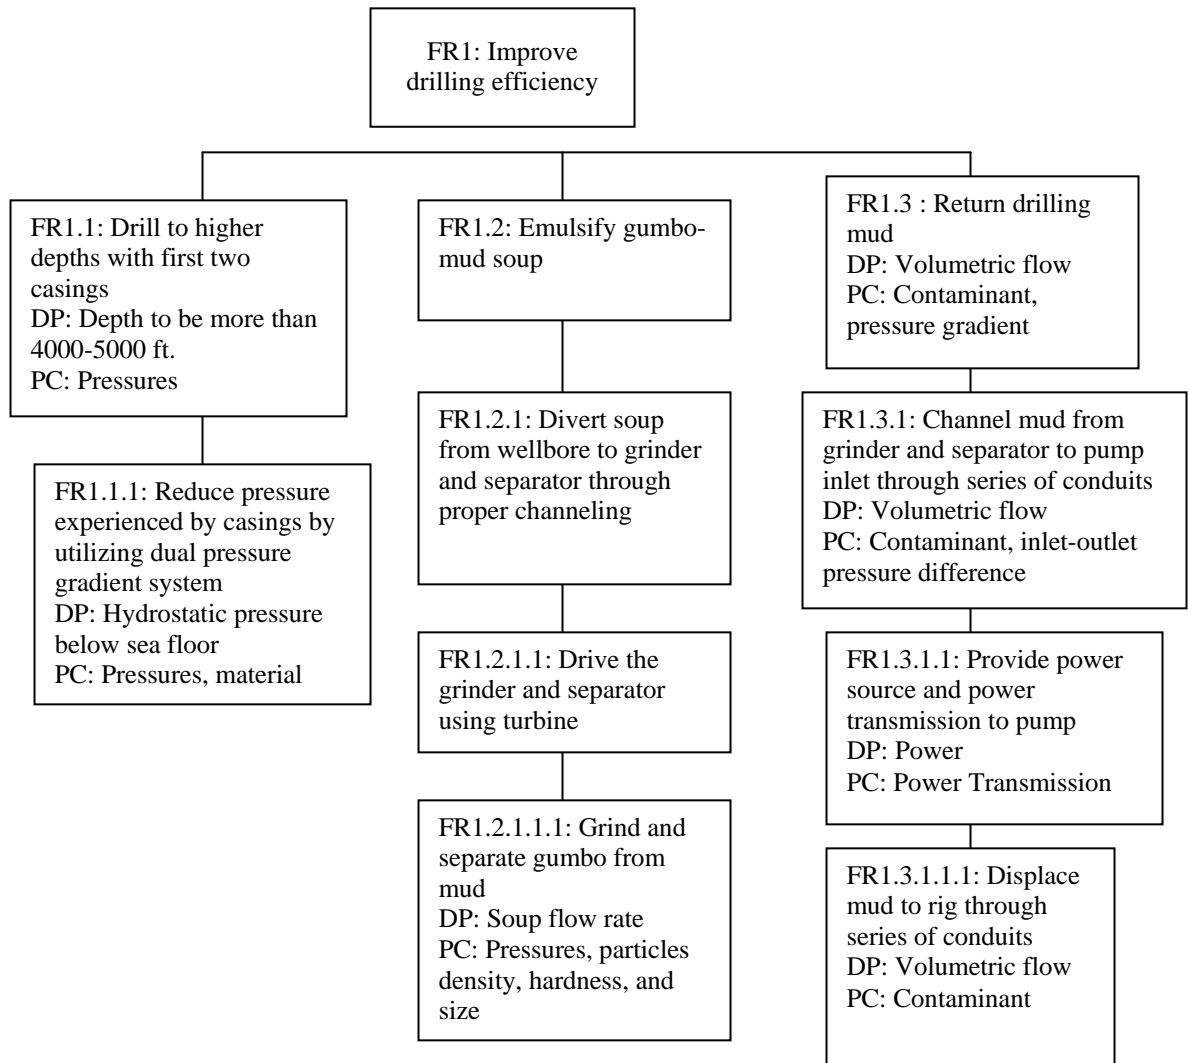 FR1: Improve
drilling efficiency
FR1.1: Drill to higher
depths with first two
casings
DP: Depth to be more than
4000-5000 ft.
PC: Pressures
FR1.1.1: Reduce pressure
experienced by casings by
utilizing dual pressure
gradient system
DP: Hydrostatic pressure
below sea floor
PC: Pressures, material
FR1.2: Emulsify gumbo-
mud soup
FR1.2.1: Divert soup
from wellbore to grinder
and separator through
proper channeling
FR1.2.1.1: Drive the
grinder and separator
using turbine
FR1.2.1.1.1: Grind and
separate gumbo from
mud
DP: Soup flow rate
PC: Pressures, particles
density, hardness, and
size
FR1.3 : Return drilling
mud
DP: Volumetric flow
PC: Contaminant,
pressure gradient
FR1.3.1: Channel mud from
grinder and separator to pump
inlet through series of conduits
DP: Volumetric flow
PC: Contaminant, inlet-outlet
pressure difference
FR1.3.1.1: Provide power
source and power
transmission to pump
DP: Power
PC: Power Transmission
FR1.3.1.1.1: Displace
mud to rig through
series of conduits
DP: Volumetric flow
PC: Contaminant